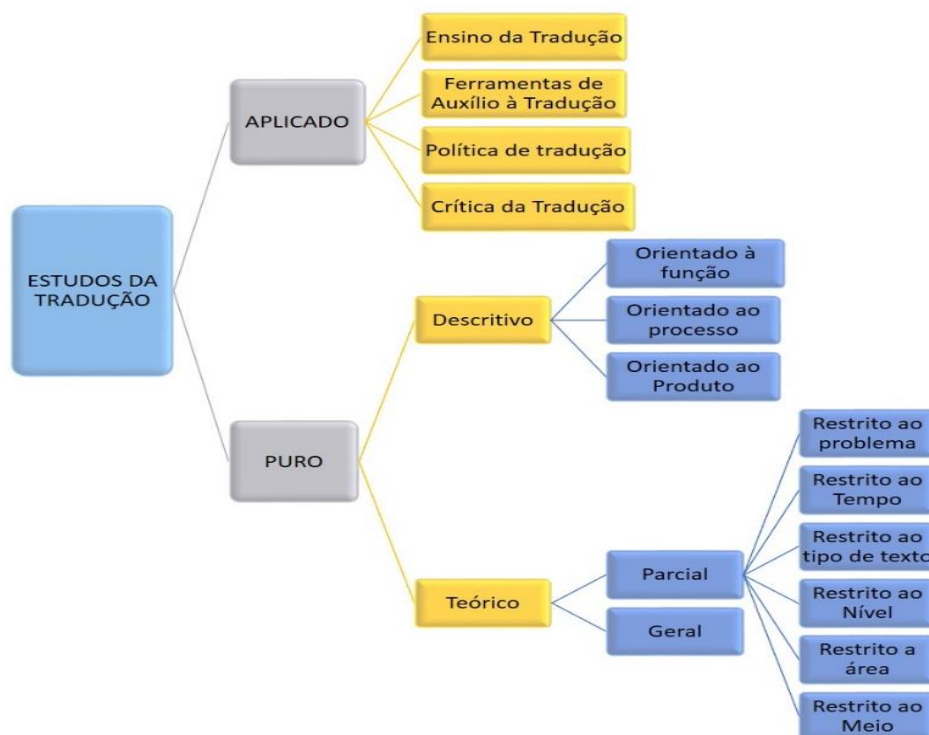 ESTUDOS DA
TRADUÇÃO
APLICADO
Ensino da Tradução
Ferramentas de
Auxílio à Tradução
Política de tradução
Crítica da Tradução
PURO
Descritivo
Orientado à
função
Orientado ao
processo
Orientado ao
Produto
Teórico
Parcial
Restrito ao
problema
Restrito ao
Tempo
Restrito ao
tipo de texto
Restrito ao
Nível
Restrito a
área
Restrito ao
Meio
Geral